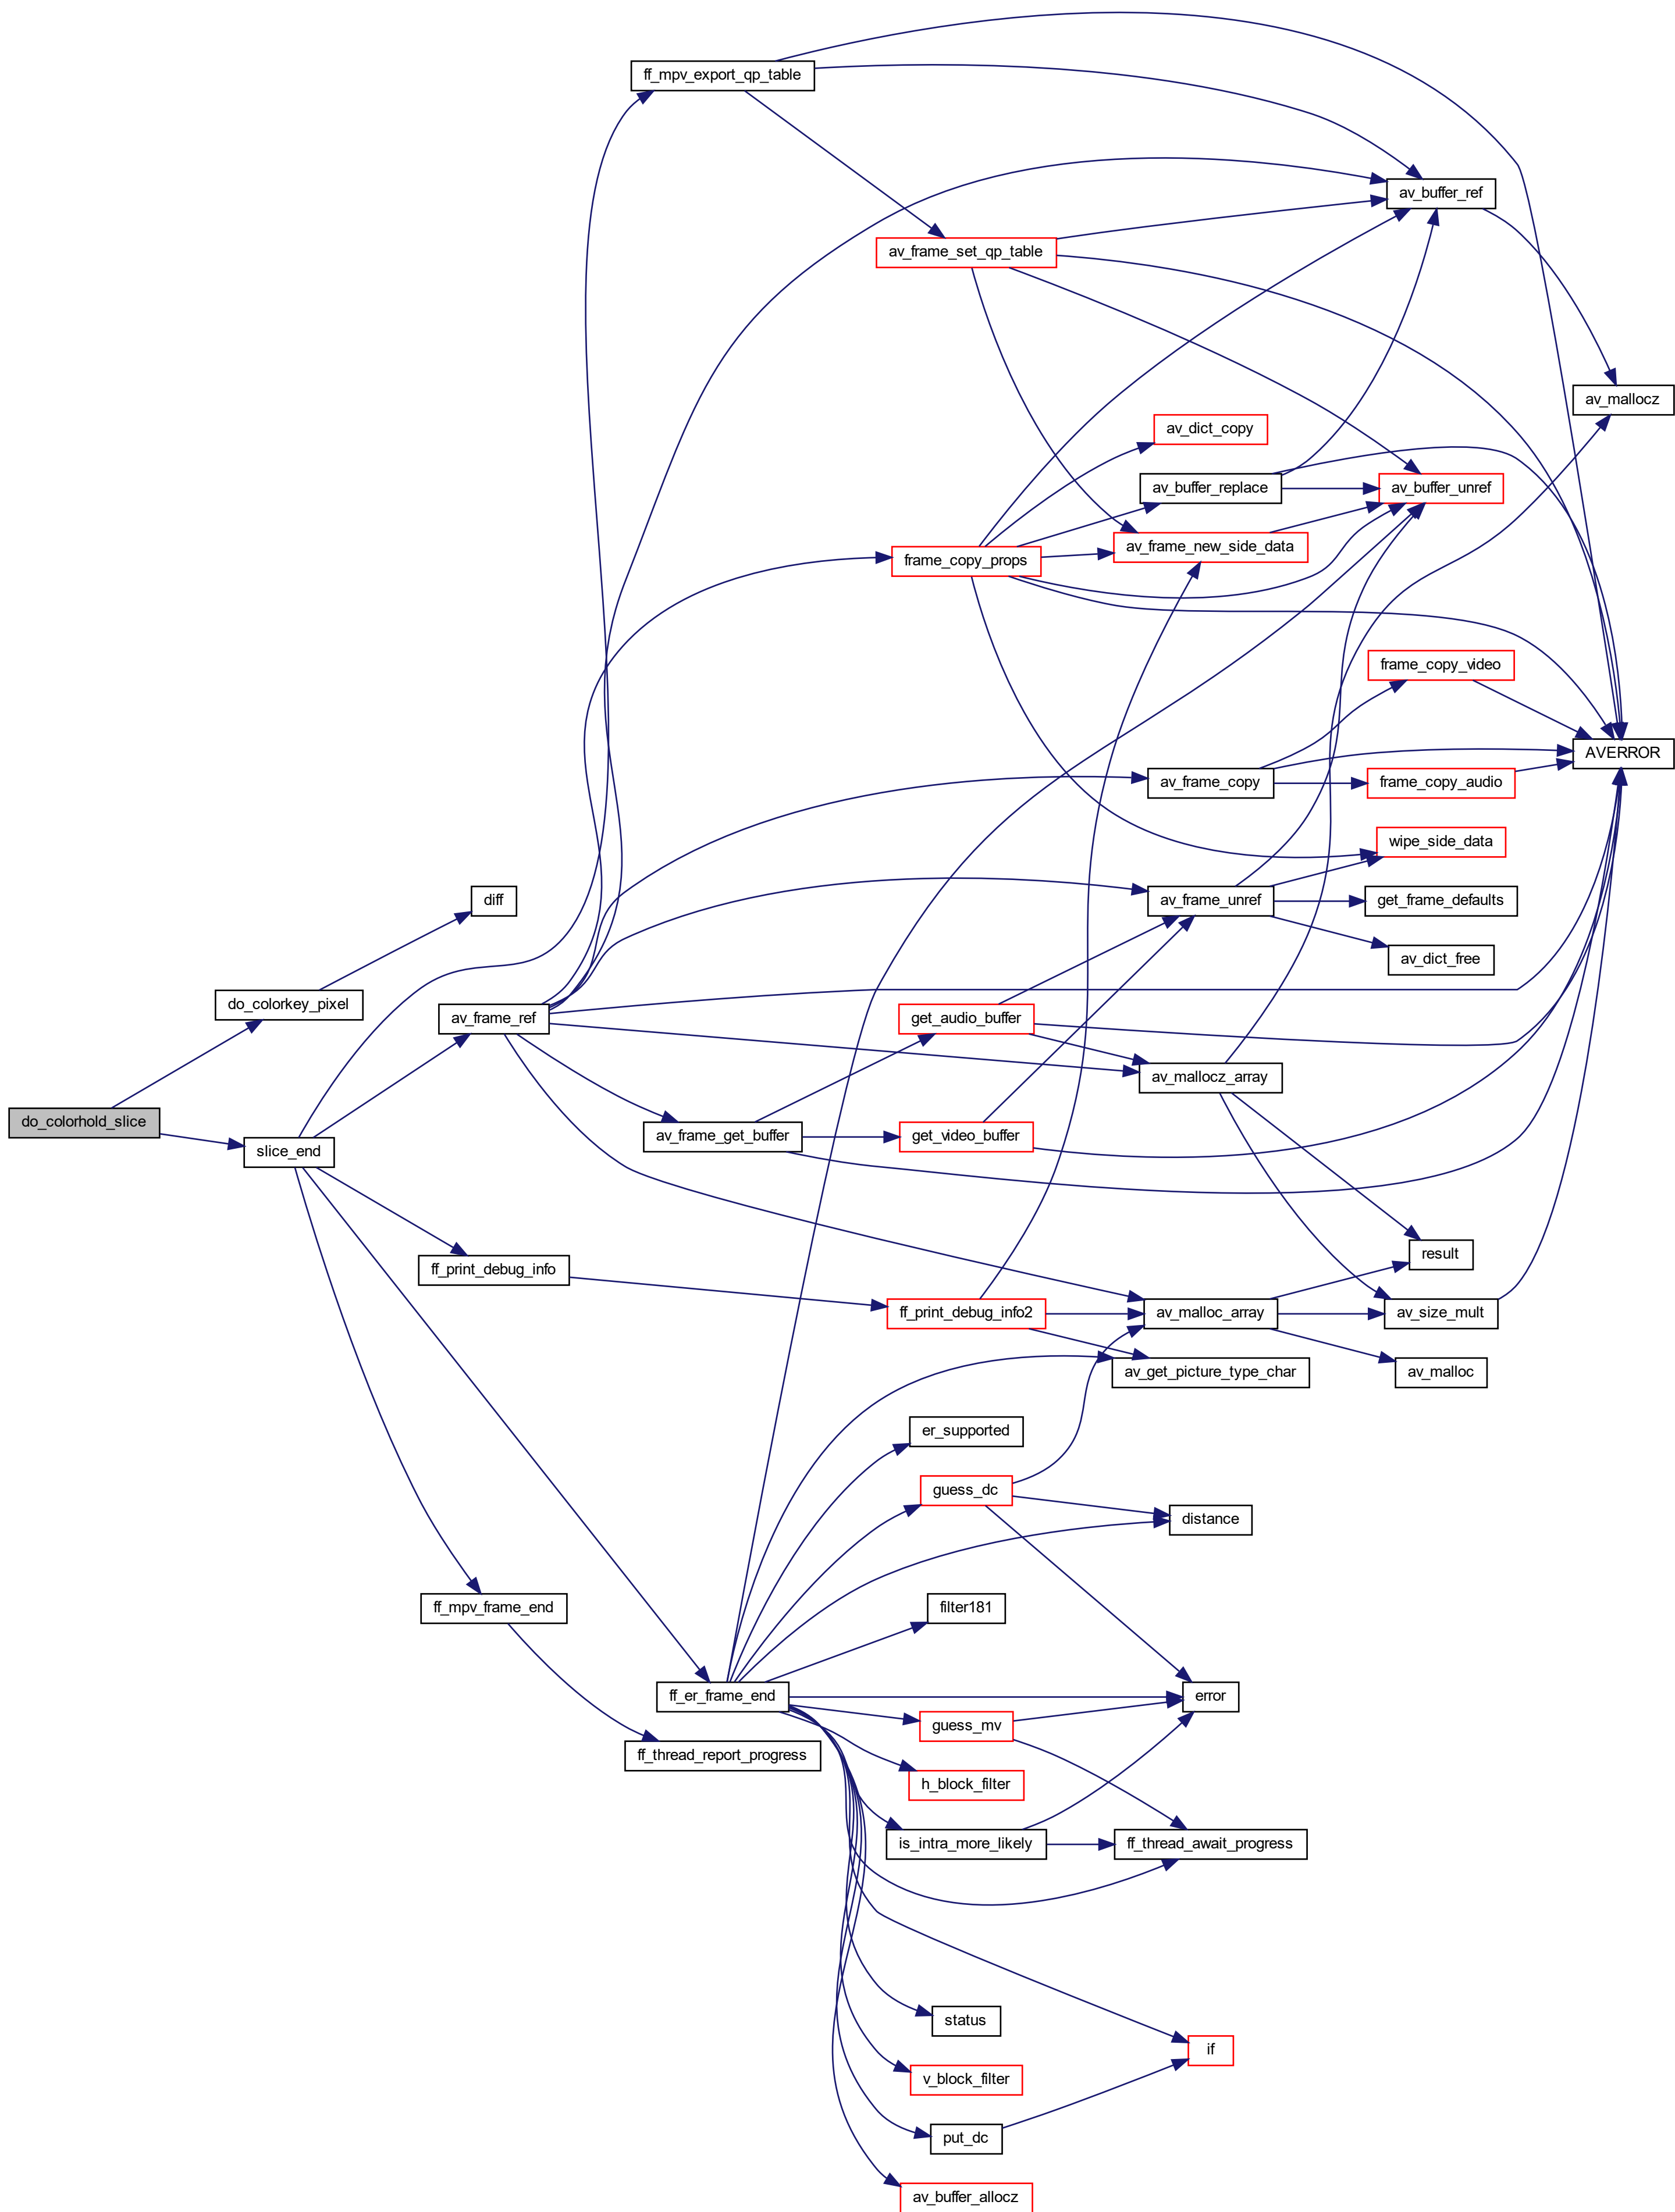 ff_mpv_export_qp_table
av_buffer_ref
av_frame_set_qp_table
av_mallocz
av_dict_copy
av_buffer_replace
av_buffer_unref
av_frame_new_side_data
frame_copy_props
frame_copy_video
AVERROR
av_frame_copy
frame_copy_audio
wipe_side_data
diff
av_frame_unref
get_frame_defaults
av_dict_free
do_colorkey_pixel
av_frame_ref
get_audio_buffer
av_mallocz_array
do_colorhold_slice
av_frame_get_buffer
get_video_buffer
slice_end
result
ff_print_debug_info
ff_print_debug_info2
av_malloc_array
av_size_mult
av_get_picture_type_char
av_malloc
er_supported
guess_dc
distance
filter181
ff_mpv_frame_end
ff_er_frame_end
error
guess_mv
ff_thread_report_progress
h_block_filter
is_intra_more_likely
ff_thread_await_progress
status
if
v_block_filter
put_dc
av_buffer_allocz